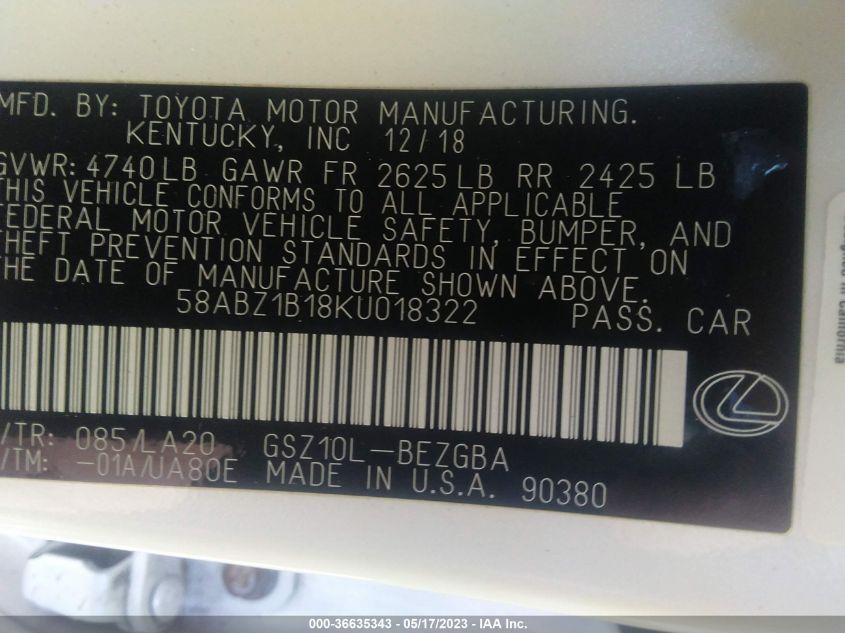 MFD. BY: TOYOTA MOTOR MANUFACTURING.
KENTUCKY, INC 12/18
GVWR: 4740LB GAWR FR 2625LB RR 2425 LB
THIS VEHICLE CONFORMS TO ALL APPLICABLE
FEDERAL MOTOR VEHICLE SAFETY, BUMPER, AND
THEFT PREVENTION STANDARDS IN EFFECT ON
THE DATE OF MANUFACTURE SHOWN ABOVE.
58ABZ1B18KU018322 PASS. CAR
/TR: 085/LA20 GSZ10L-BEZGBA
/TM: -01A/UA80E MADE IN U.S.A. 90380
in California
000-36635343 - 05/17/2023 - IAA Inc.